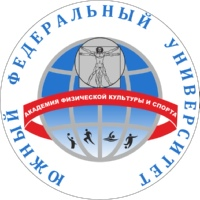 ЮЖНЫЙ ФЕДЕРАЛЬНЫЙ УНИВЕРСИТЕТ
АКАДЕМИЯ ФИЗИЧЕСКОЙ КУЛЬТУРЫ И СПОРТА